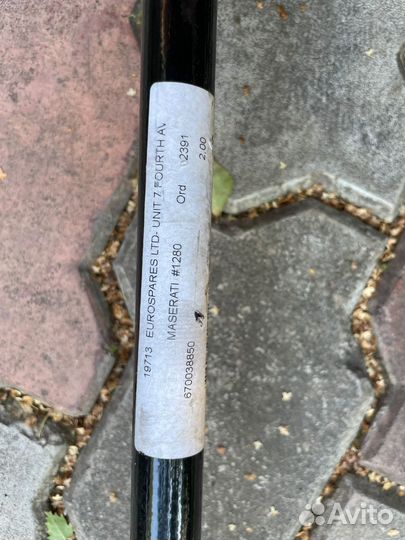 19713 EUROSPARES LTD- UNIT 7 FOURTH AV
MASERATI #1280 Ord \2391
670038850 2.00
Avito